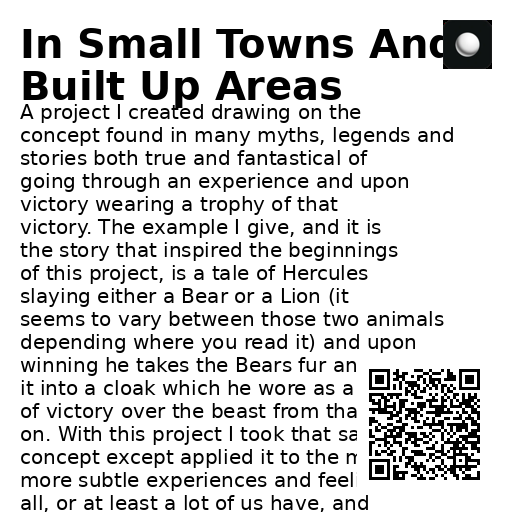 In Small Towns And
Built Up Areas
A project I created drawing on the
concept found in many myths, legends and
stories both true and fantastical of
going through an experience and upon
victory wearing a trophy of that
victory. The example I give, and it is
the story that inspired the beginnings
of this project, is a tale of Hercules
slaying either a Bear or a Lion (it
seems to vary between those two animals
depending where you read it) and upon
winning he takes the Bears fur an
it into a cloak which he wore as a
of victory over the beast from tha
on. With this project I took that sa
concept except applied it to the m
more subtle experiences and feel
all, or at least a lot of us have, and